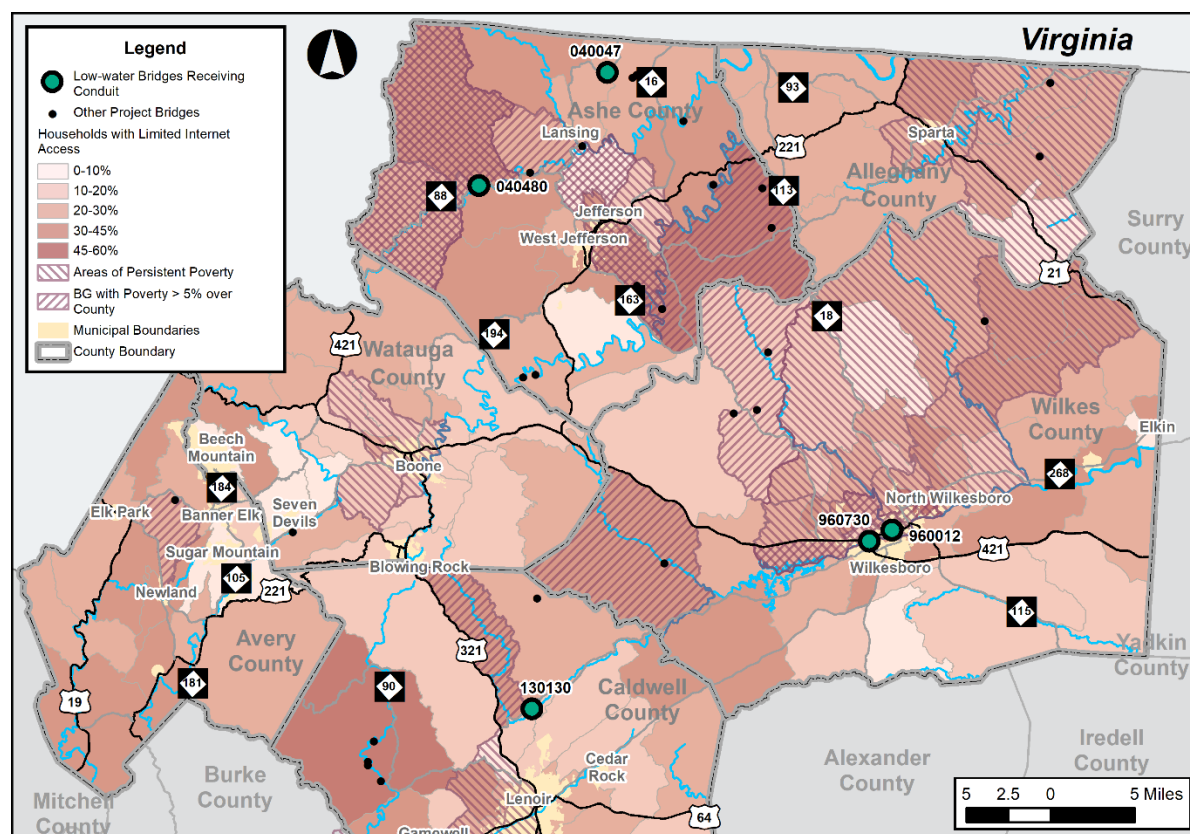 Virginia
Legend
Low-water Bridges Receiving
Conduit
Other Project Bridges
Households with Limited Internet
Access
0-10%
10-20%
20-30%
30-45%
45-60%
Areas of Persistent Poverty
BG with Poverty > 5% over
County
Municipal Boundaries
County Boundary
040047
16
93
Ashe County
Lansing
221
Sparta
Alleghany
County
040480
88
113
Jefferson
West Jefferson
Surry
County
21
163
18
194
421
Watauga
County
Wilkes
County
Elkin
Beech
Mountain
Boone
184
268
Elk Park
Banner Elk
Seven
Devils
North Wilkesboro
960730
960012
Sugar Mountain
421
Blowing Rock
Wilkesboro
105
Newland
221
115
Avery
County
321
Yadkin
County
181
90
130130
Caldwell
County
19
Cedar
Rock
Alexander
County
Iredell
County
Burke
County
Mitchell
County
Lenoir
Gamewell
64
5 2.5 0 5 Miles